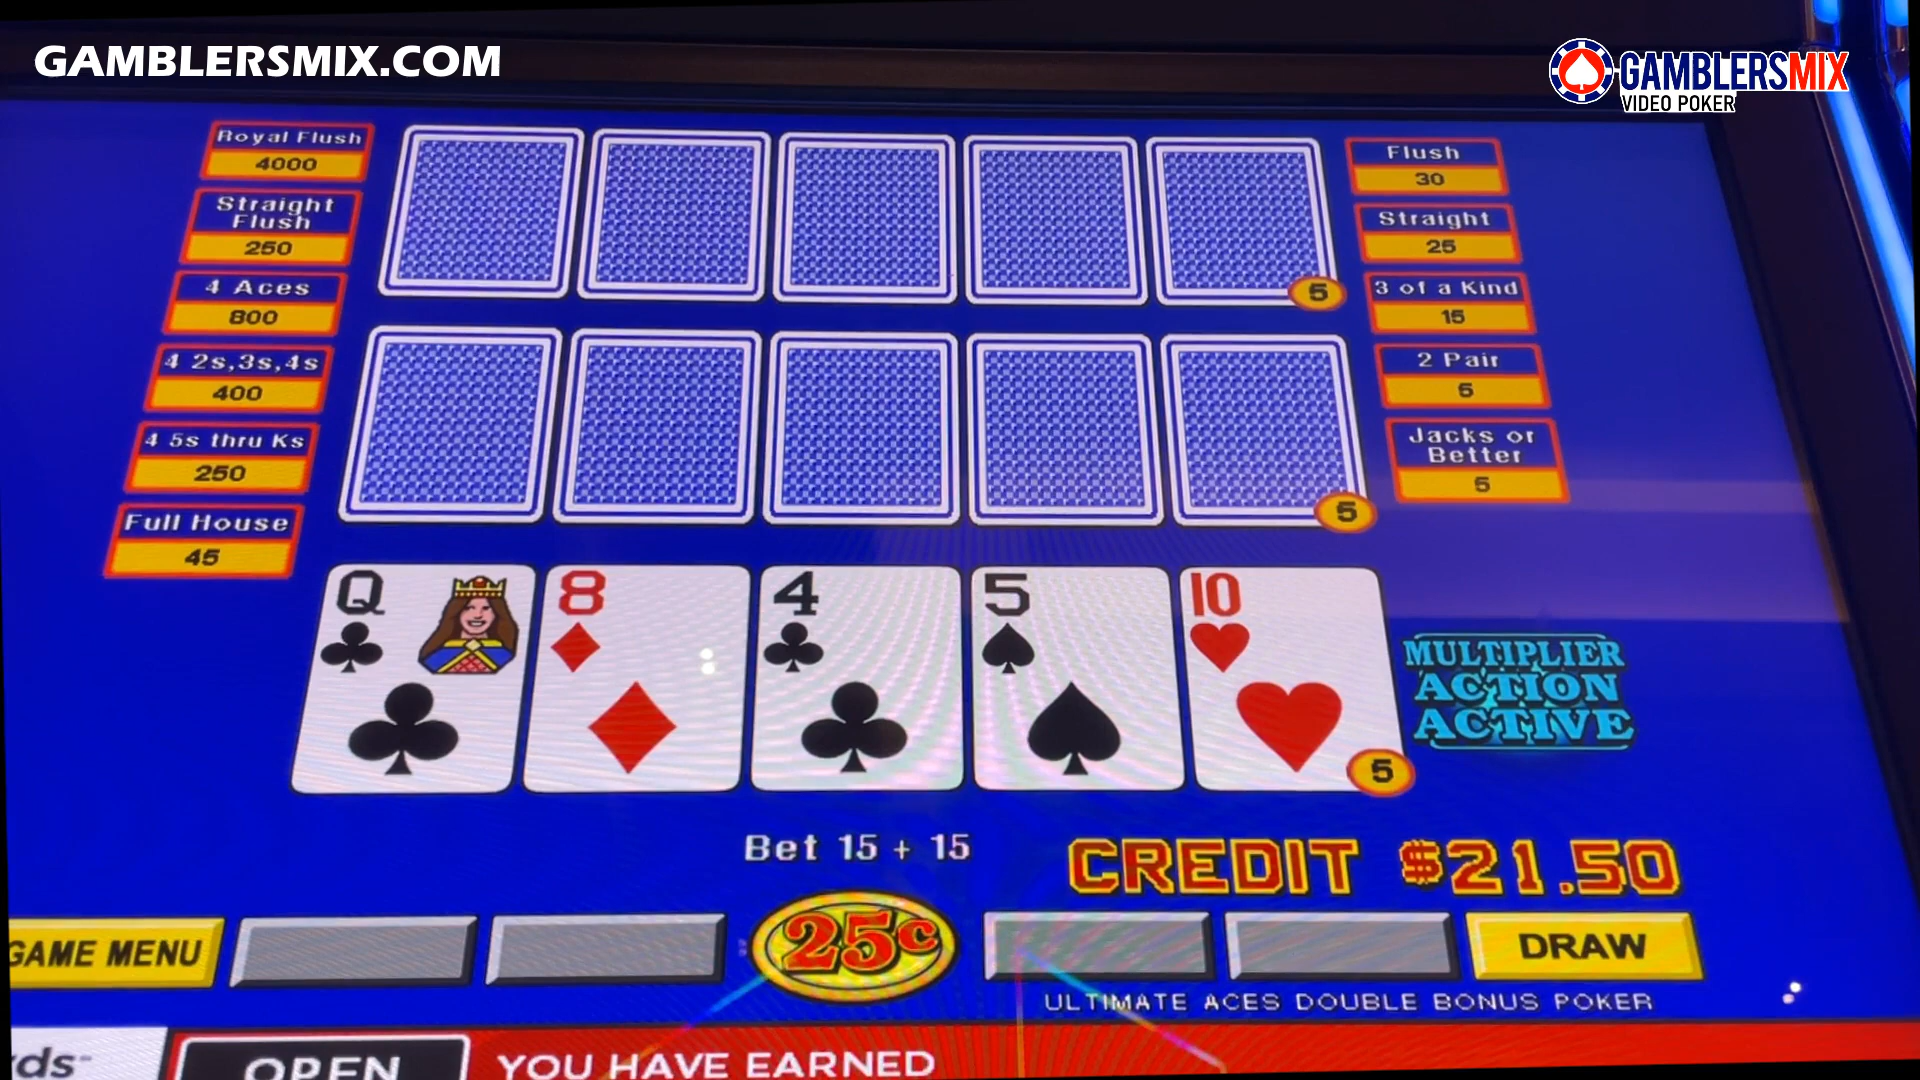 GAMBLERSMIX.COM
GAMBLERSMIX
VIDEO POKER
Royal Flush
4000
Straight
Flush
250
4 Aces
800
4 2s,3s,4s
400
4 5s thru Ks
250
Full House
45
Flush
30
Straight
25
3 of a Kind
15
2 Pair
5
Jacks or
Better
5
5
5
Q
8
4
5
10
5
MULTIPLIER
ACTION
ACTIVE
Bet 15 + 15
CREDIT $21.50
GAME MENU
25¢
DRAW
ULTIMATE ACES DOUBLE BONUS POKER
OPEN
YOU HAVE EARNED